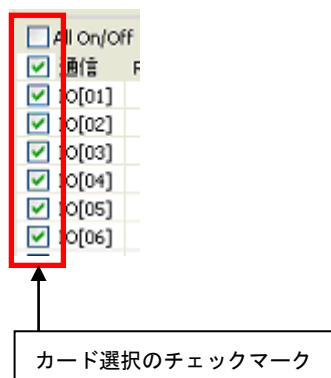 All On/Off
通信 R
IO[01]
IO[02]
IO[03]
IO[04]
IO[05]
IO[06]
カード選択のチェックマーク